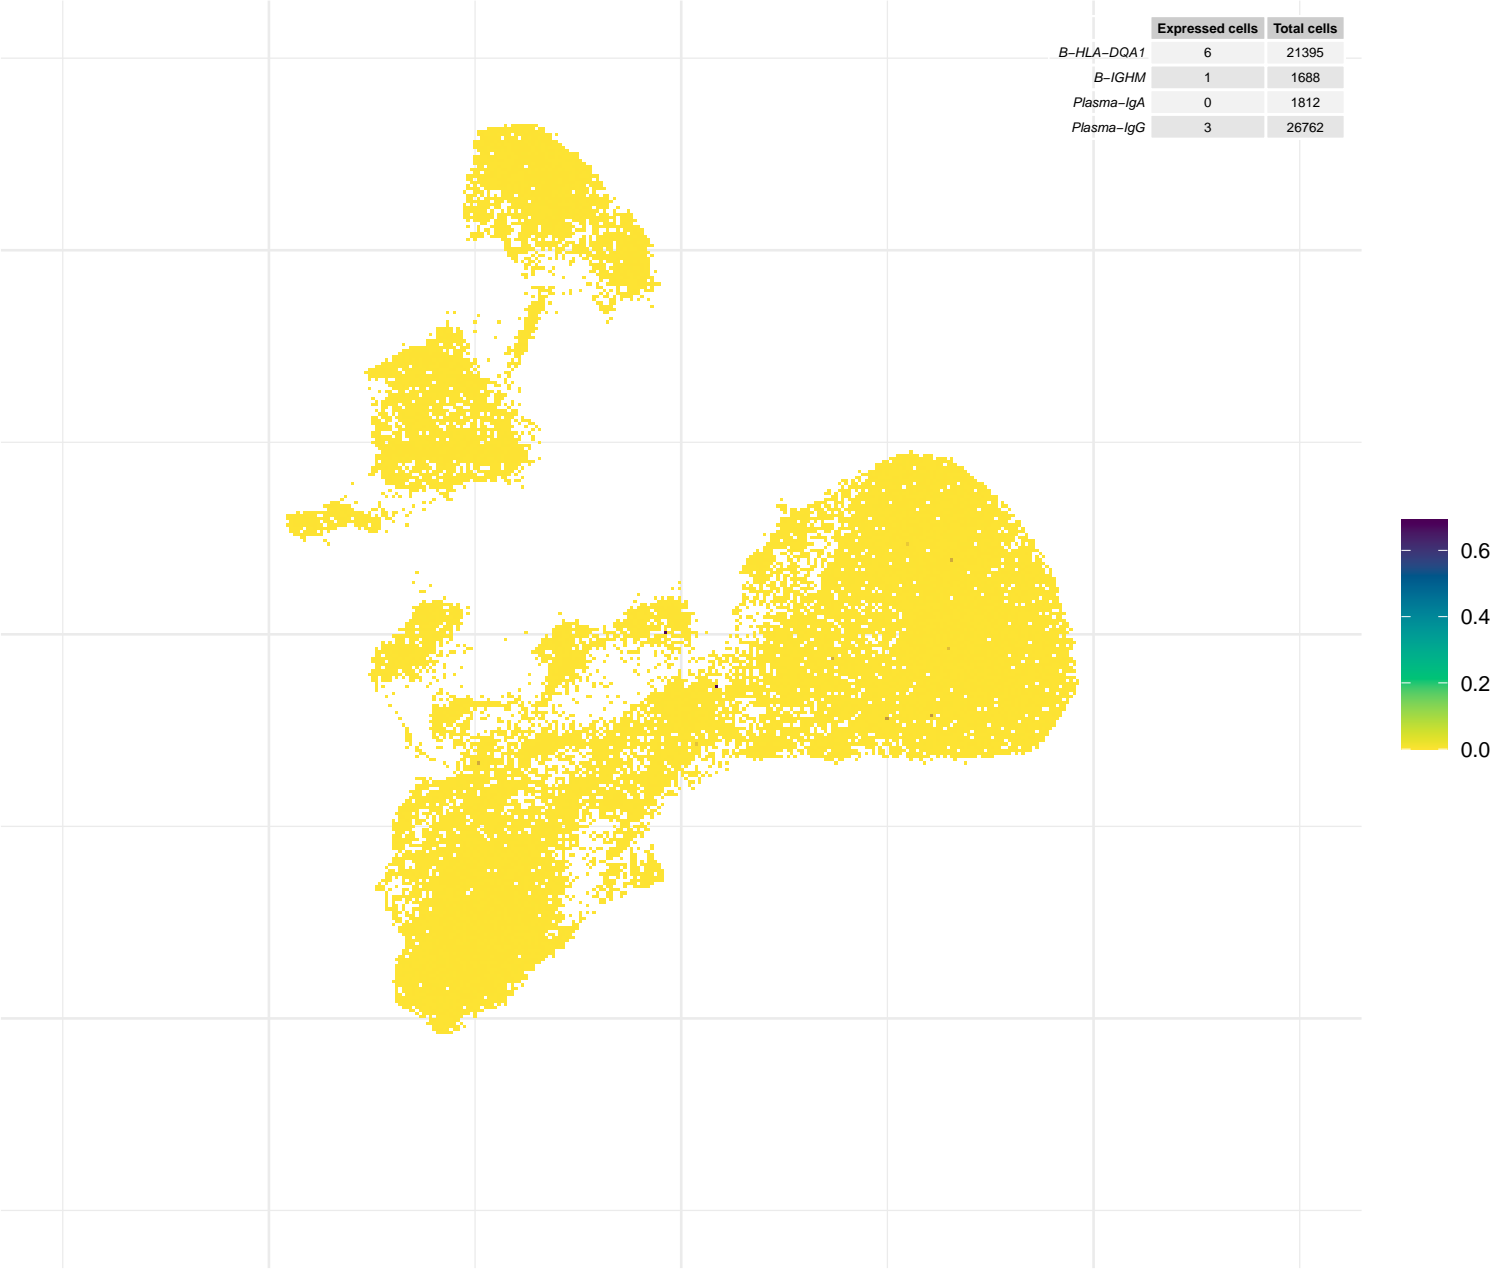 Expressed cells Total cells
B−HLA−DQA1 6 21395
B−IGHM 1 1688
Plasma−IgA 0 1812
Plasma−IgG 3 26762
0.6
0.4
0.2
0.0